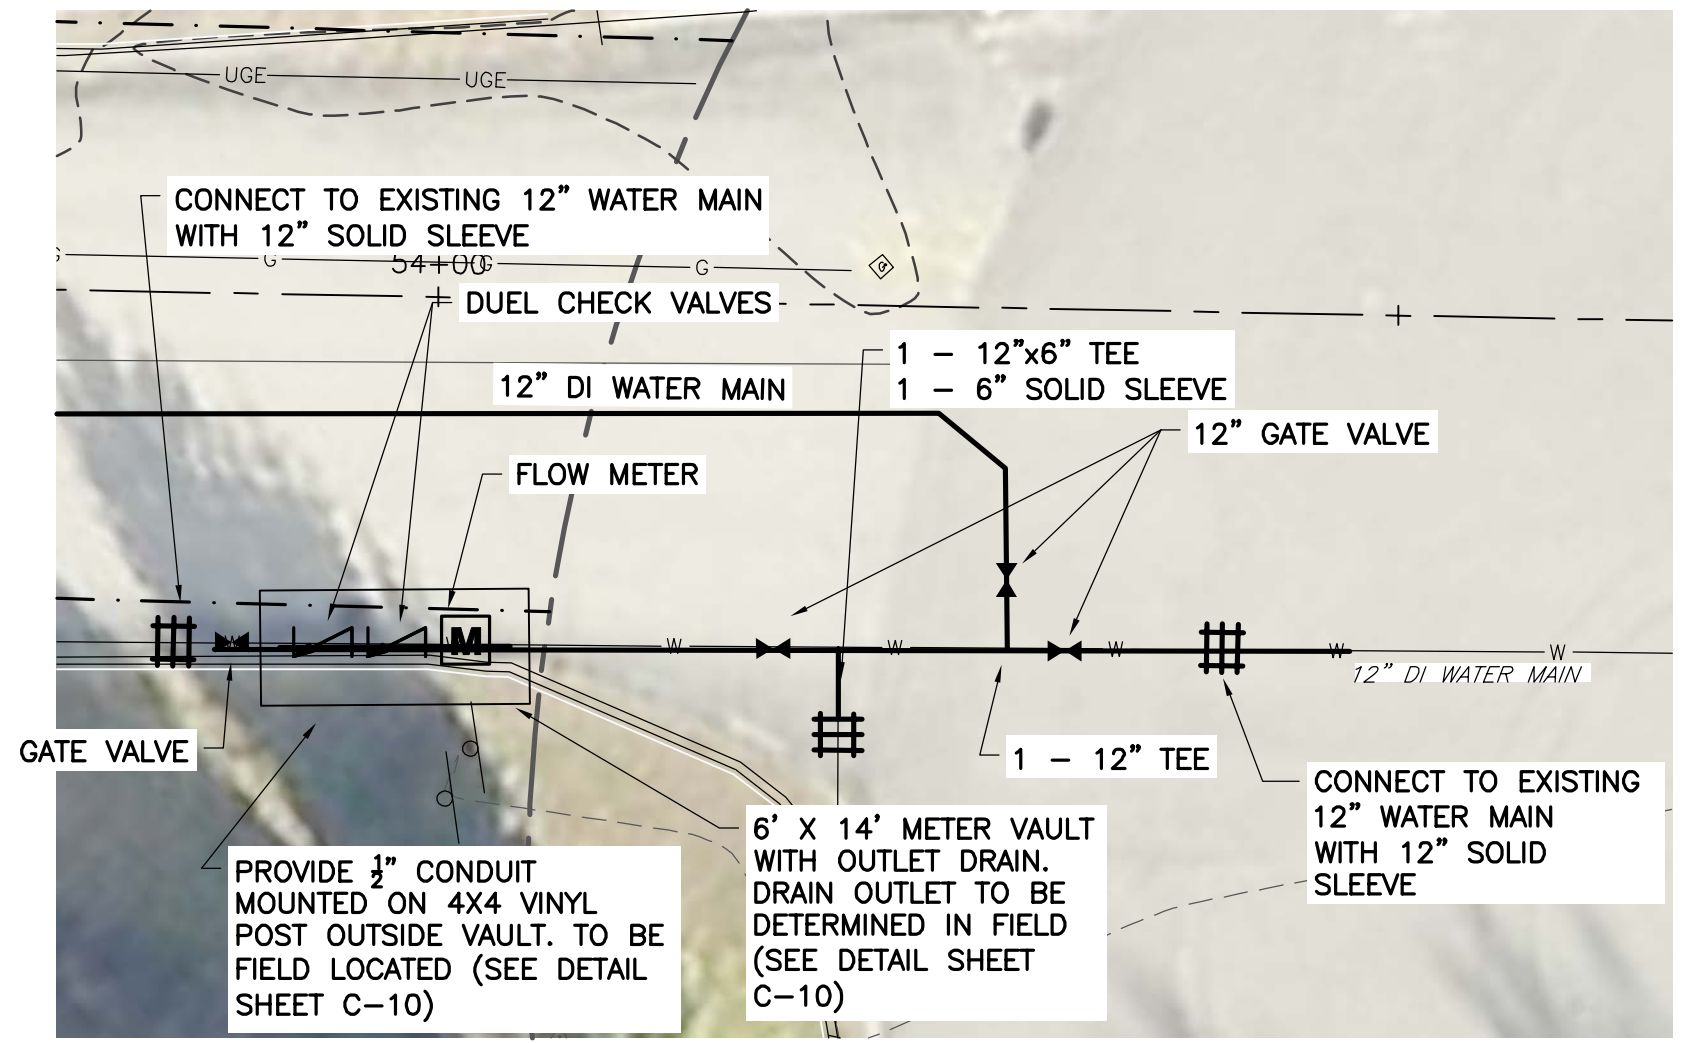 UGE
UGE
CONNECT TO EXISTING 12" WATER MAIN
WITH 12" SOLID SLEEVE
G
G
54+00
G
G
G
DUEL CHECK VALVES
1 - 12"x6" TEE
1 - 6" SOLID SLEEVE
12" DI WATER MAIN
12" GATE VALVE
FLOW METER
W
M
W
W
W
W
W
12" DI WATER MAIN
GATE VALVE
1 - 12" TEE
CONNECT TO EXISTING
12" WATER MAIN
WITH 12" SOLID
SLEEVE
6' X 14' METER VAULT
WITH OUTLET DRAIN.
DRAIN OUTLET TO BE
DETERMINED IN FIELD
(SEE DETAIL SHEET
C-10)
PROVIDE ½" CONDUIT
MOUNTED ON 4X4 VINYL
POST OUTSIDE VAULT. TO BE
FIELD LOCATED (SEE DETAIL
SHEET C-10)